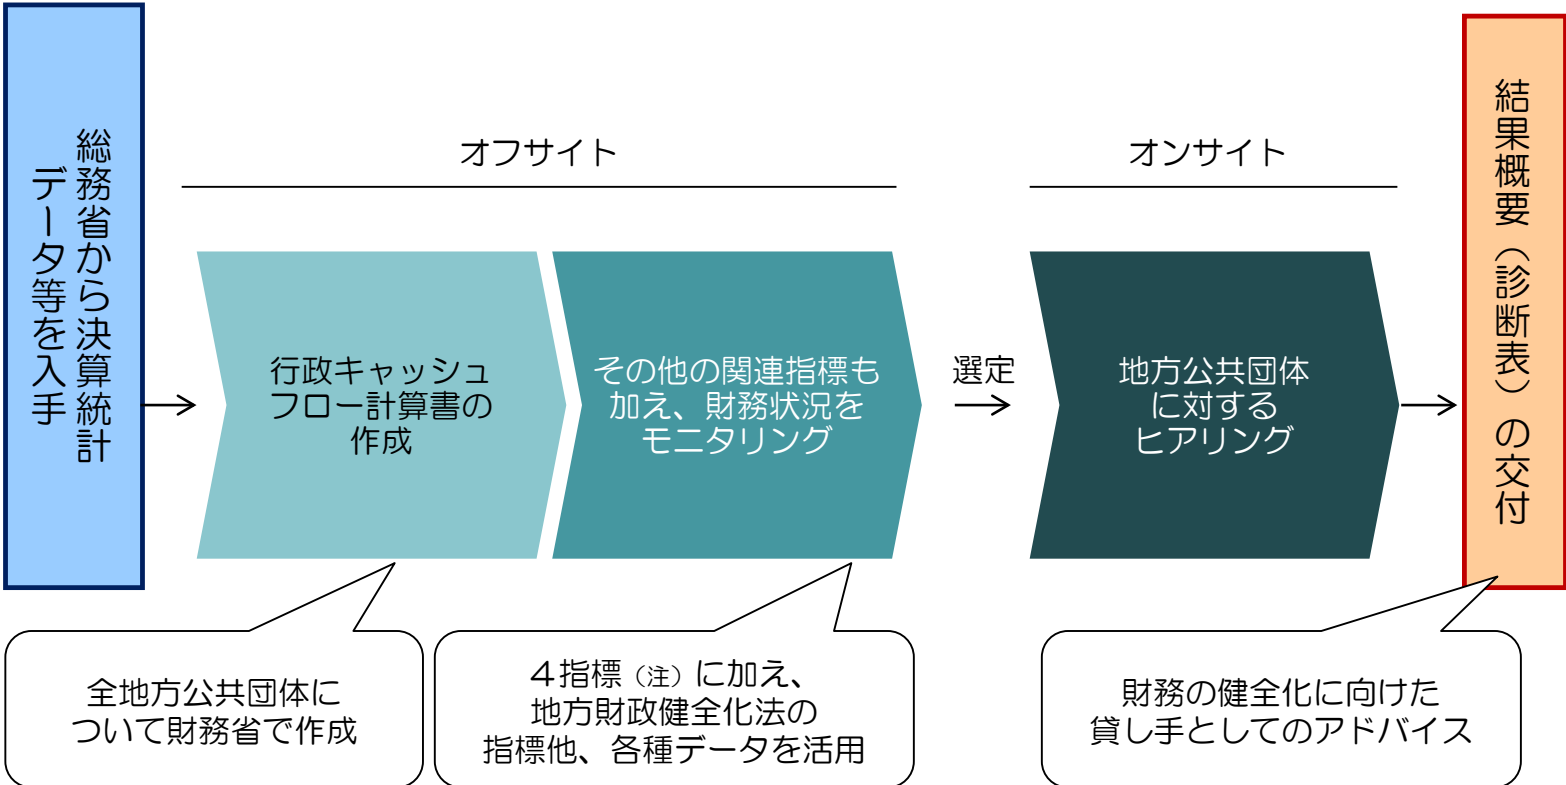 総務省から決算統計
データ等を入手
オフサイト
行政キャッシュ
フロー計算書の
作成
その他の関連指標も
加え、財務状況を
モニタリング
選定
オンサイト
地方公共団体
に対する
ヒアリング
結果概要（診断表）の交付
全地方公共団体に
ついて財務省で作成
４指標（注）に加え、
地方財政健全化法の
指標他、各種データを活用
財務の健全化に向けた
貸し手としてのアドバイス